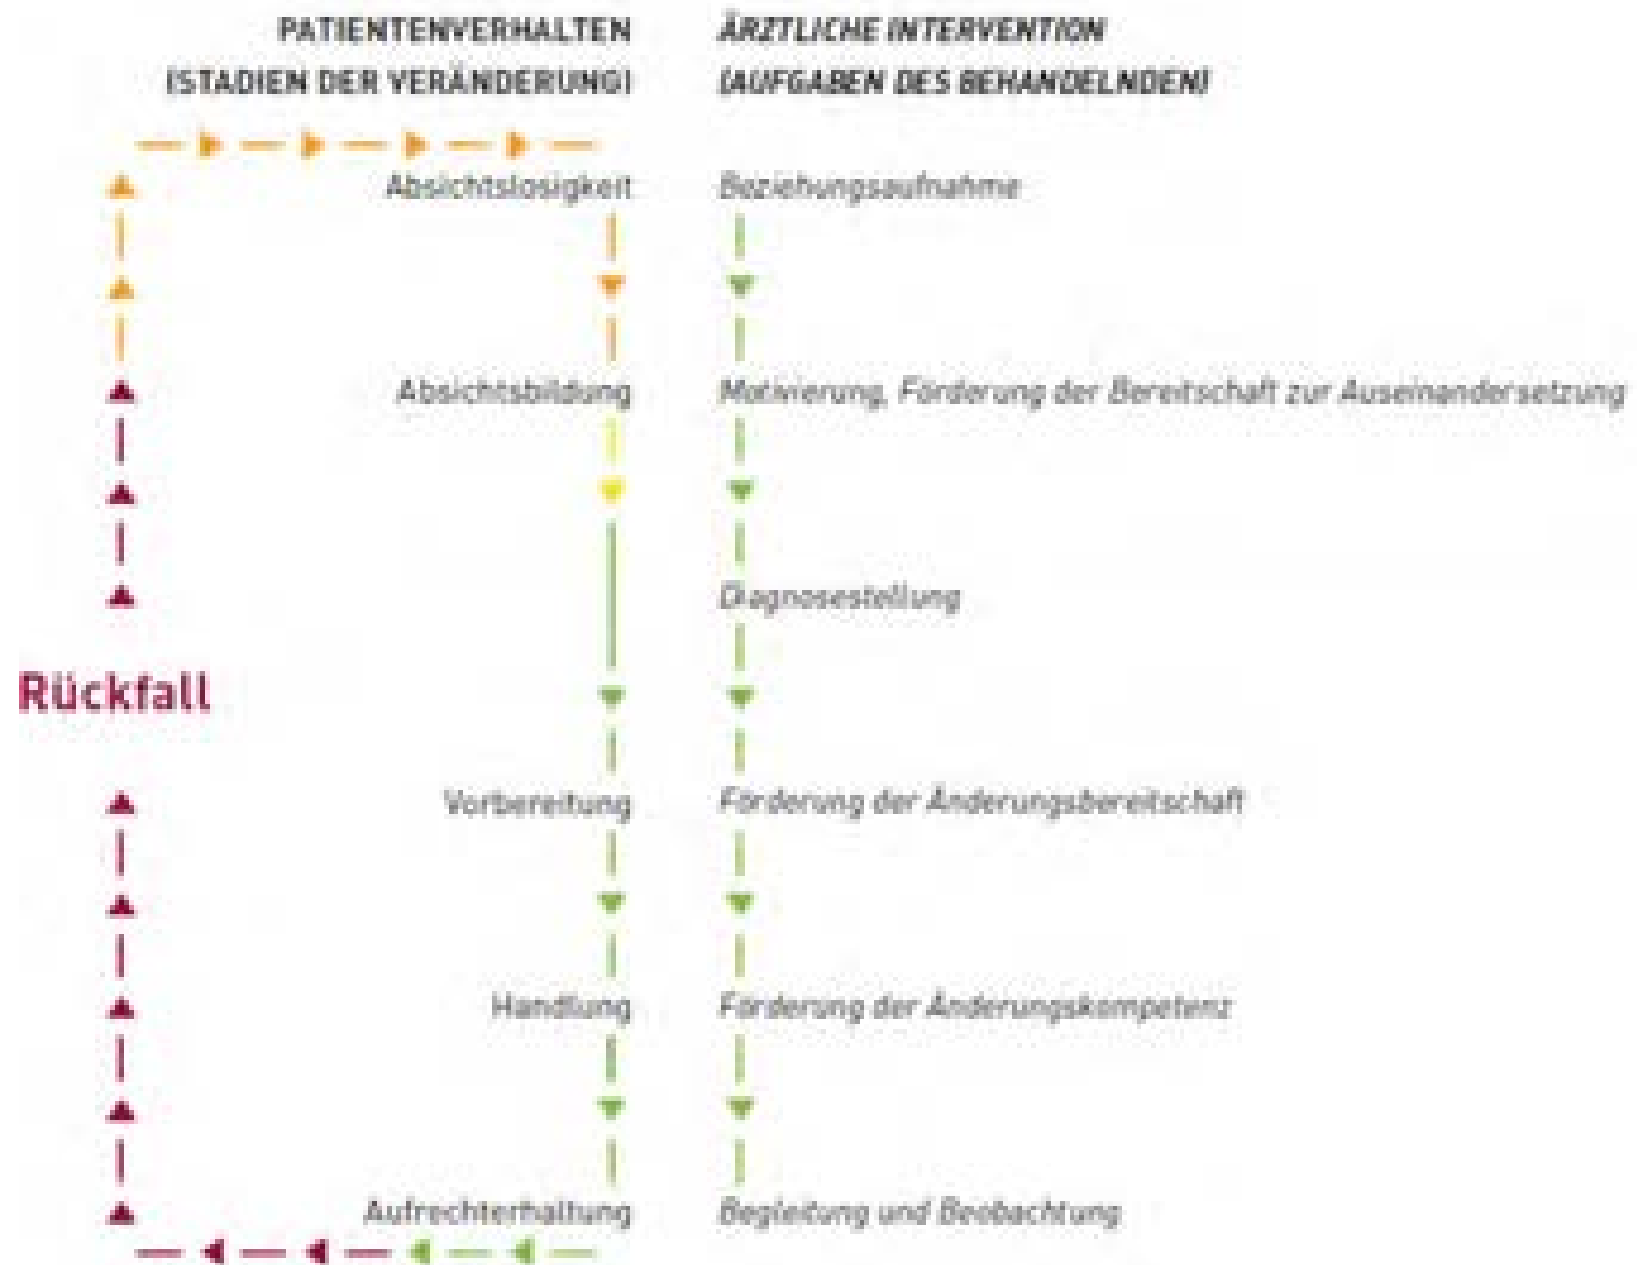 PATIENTENVERHALTEN
(STADIEN DER VERÄNDERUNG)
ÄRZTLICHE INTERVENTION
(AUFGABEN DES BEHANDELNDEN)
Absichtslosigkeit
Beziehungsaufnahme
Absichtsbildung
Motivierung, Förderung der Bereitschaft zur Auseinandersetzung
Diagnosestellung
Rückfall
Vorbereitung
Förderung der Änderungsbereitschaft
Handlung
Förderung der Änderungskompetenz
Aufrechterhaltung
Begleitung und Beobachtung